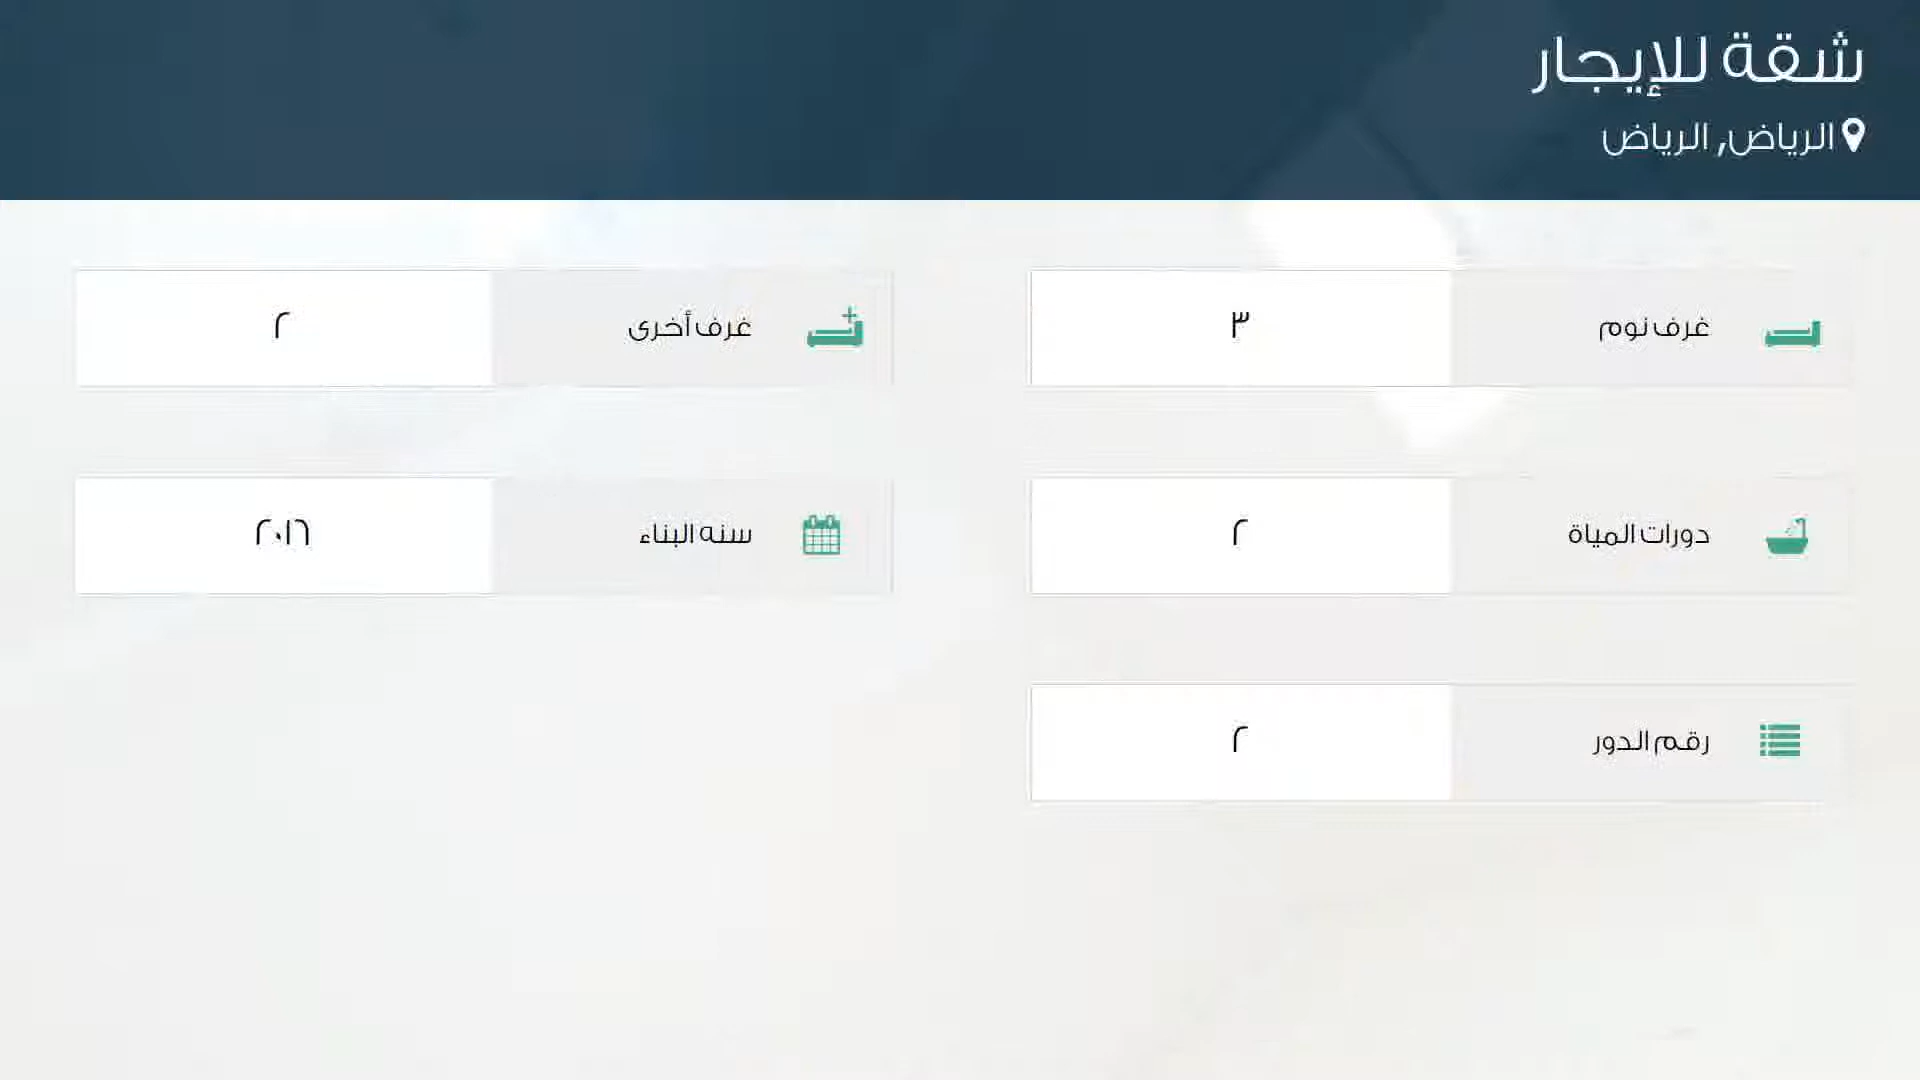 شقة للإيجار
الرياض, الرياض
غرف نوم
٣
غرف أخرى
٢
دورات المياة
٢
سنه البناء
٢٠١٦
رقم الدور
٢